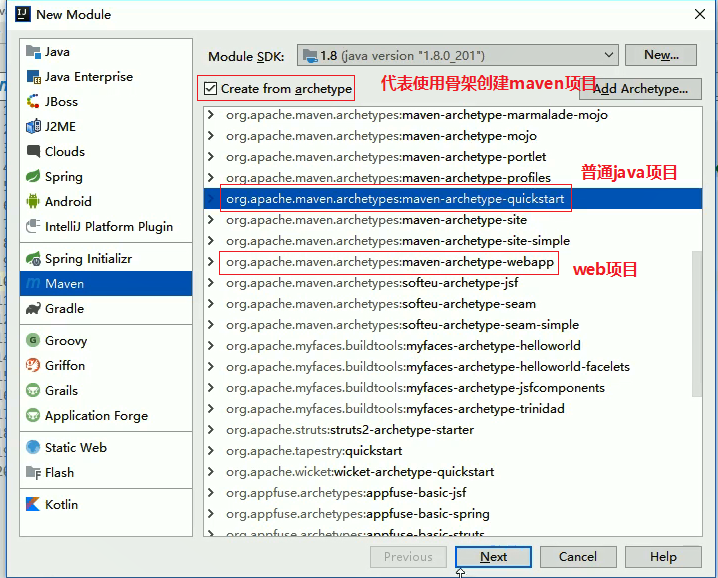 New Module
Java
Java Enterprise
JBoss
J2ME
Clouds
Spring
Android
IntelliJ Platform Plugin
Spring Initializr
Maven
Gradle
Groovy
Griffon
Grails
Application Forge
Static Web
Flash
Kotlin
Module SDK: 1.8 (java version "1.8.0_201") New...
Create from archetype 代表使用骨架创建maven项目 Add Archetype...
org.apache.maven.archetypes:maven-archetype-marmalade-mojo
org.apache.maven.archetypes:maven-archetype-mojo
org.apache.maven.archetypes:maven-archetype-portlet
org.apache.maven.archetypes:maven-archetype-profiles
普通java项目
org.apache.maven.archetypes:maven-archetype-quickstart
org.apache.maven.archetypes:maven-archetype-site
org.apache.maven.archetypes:maven-archetype-site-simple
org.apache.maven.archetypes:maven-archetype-webapp
web项目
org.apache.maven.archetypes:softeu-archetype-jsf
org.apache.maven.archetypes:softeu-archetype-seam
org.apache.maven.archetypes:softeu-archetype-seam-simple
org.apache.myfaces.buildtools:myfaces-archetype-helloworld
org.apache.myfaces.buildtools:myfaces-archetype-helloworld-facelets
org.apache.myfaces.buildtools:myfaces-archetype-jsfcomponents
org.apache.myfaces.buildtools:myfaces-archetype-trinidad
org.apache.struts:struts2-archetype-starter
org.apache.tapestry:quickstart
org.apache.wicket:wicket-archetype-quickstart
org.appfuse.archetypes:appfuse-basic-jsf
org.appfuse.archetypes:appfuse-basic-spring
org.appfuse.archetypes:appfuse-basic-struts
Previous Next Cancel Help